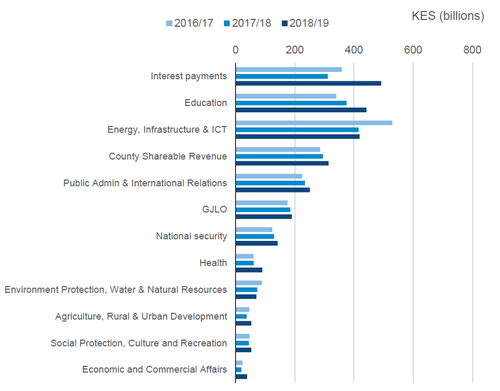 KES (billions)
2016/17 2017/18 2018/19
0 200 400 600 800
Interest payments
Education
Energy, Infrastructure & ICT
County Shareable Revenue
Public Admin & International Relations
GJLO
National security
Health
Environment Protection, Water & Natural Resources
Agriculture, Rural & Urban Development
Social Protection, Culture and Recreation
Economic and Commercial Affairs